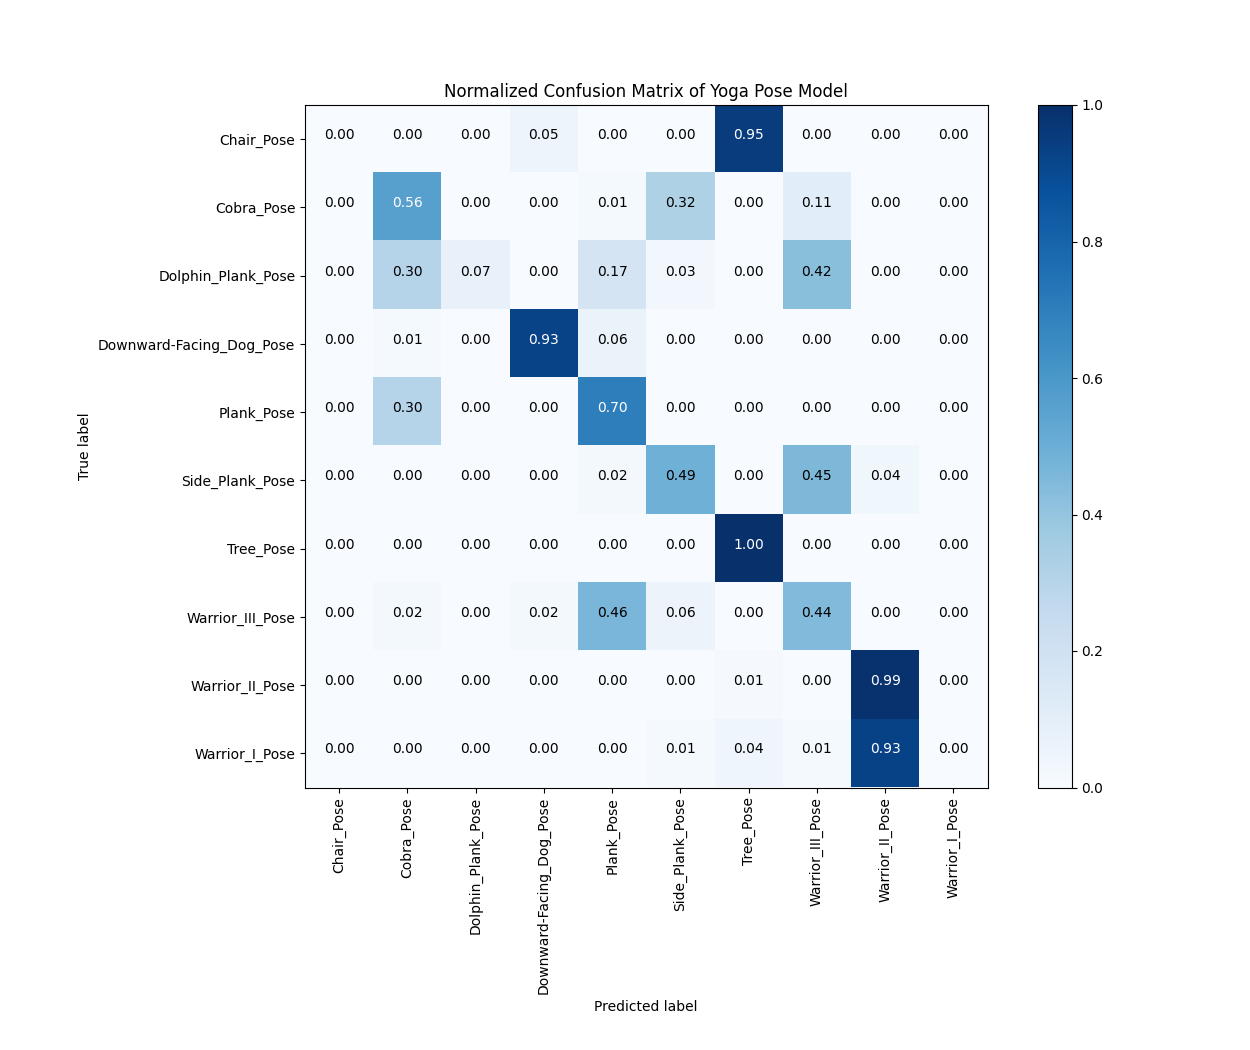 Normalized Confusion Matrix of Yoga Pose Model
Chair_Pose 0.00 0.00 0.00 0.05 0.00 0.00 0.95 0.00 0.00 0.00
Cobra_Pose 0.00 0.56 0.00 0.00 0.01 0.32 0.00 0.11 0.00 0.00
Dolphin_Plank_Pose 0.00 0.30 0.07 0.00 0.17 0.03 0.00 0.42 0.00 0.00
Downward-Facing_Dog_Pose 0.00 0.01 0.00 0.93 0.06 0.00 0.00 0.00 0.00 0.00
Plank_Pose 0.00 0.30 0.00 0.00 0.70 0.00 0.00 0.00 0.00 0.00
Side_Plank_Pose 0.00 0.00 0.00 0.00 0.02 0.49 0.00 0.45 0.04 0.00
Tree_Pose 0.00 0.00 0.00 0.00 0.00 0.00 1.00 0.00 0.00 0.00
Warrior_III_Pose 0.00 0.02 0.00 0.02 0.46 0.06 0.00 0.44 0.00 0.00
Warrior_II_Pose 0.00 0.00 0.00 0.00 0.00 0.00 0.01 0.00 0.99 0.00
Warrior_I_Pose 0.00 0.00 0.00 0.00 0.00 0.01 0.04 0.01 0.93 0.00
True label
Chair_Pose
Cobra_Pose
Dolphin_Plank_Pose
Downward-Facing_Dog_Pose
Plank_Pose
Side_Plank_Pose
Tree_Pose
Warrior_III_Pose
Warrior_II_Pose
Warrior_I_Pose
Predicted label
1.0
0.8
0.6
0.4
0.2
0.0